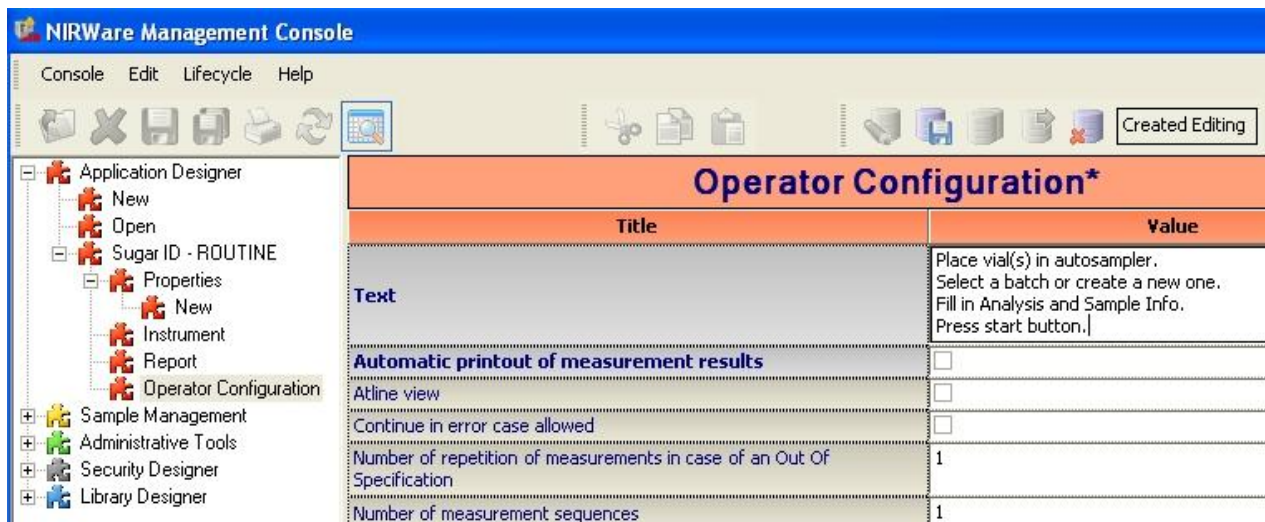 NIRWare Management Console
Console Edit Lifecycle Help
Created Editing
Application Designer
New
Open
Sugar ID - ROUTINE
Properties
New
Instrument
Report
Operator Configuration
Sample Management
Administrative Tools
Security Designer
Library Designer
Operator Configuration*
Title Value
Text
Place vial(s) in autosampler.
Select a batch or create a new one.
Fill in Analysis and Sample Info.
Press start button.
Automatic printout of measurement results
Atline view
Continue in error case allowed
Number of repetition of measurements in case of an Out Of
Specification
1
Number of measurement sequences
1